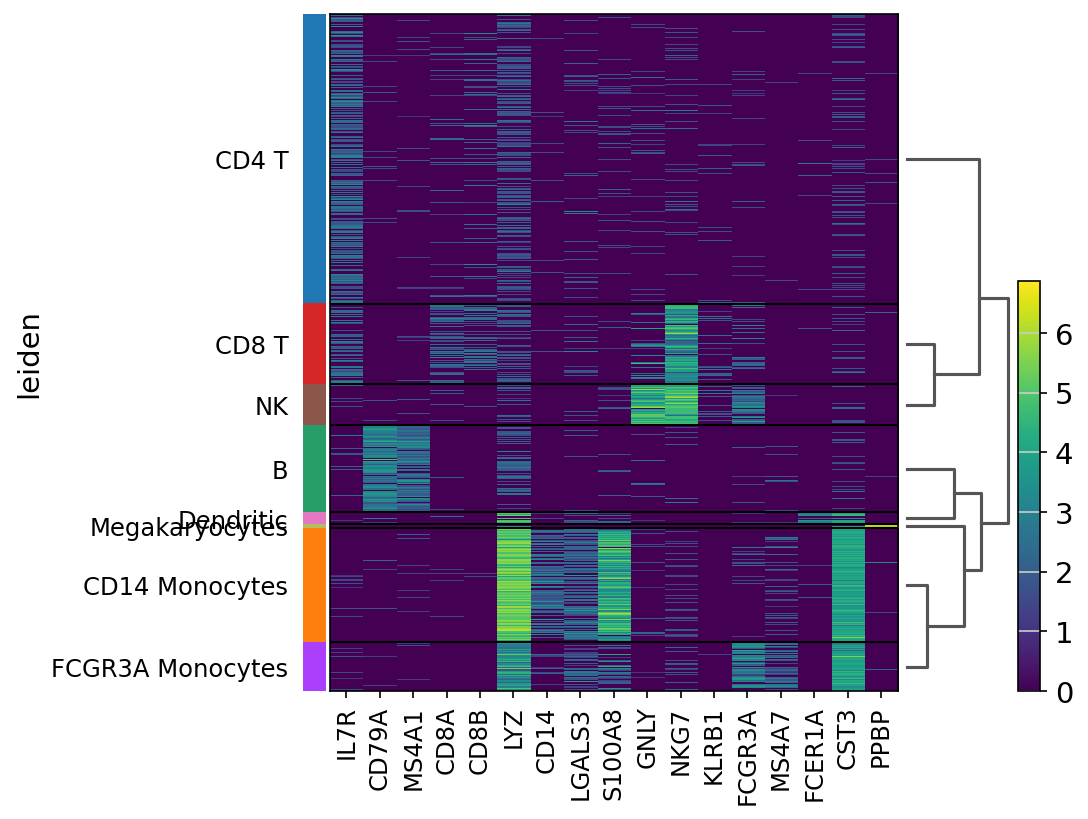 leiden
CD4 T
CD8 T
NK
B
Dendritic
Megakaryocytes
CD14 Monocytes
FCGR3A Monocytes
IL7R
CD79A
MS4A1
CD8A
CD8B
LYZ
CD14
LGALS3
S100A8
GNLY
NKG7
KLRB1
FCGR3A
MS4A7
FCER1A
CST3
PPBP
6
5
4
3
2
1
0